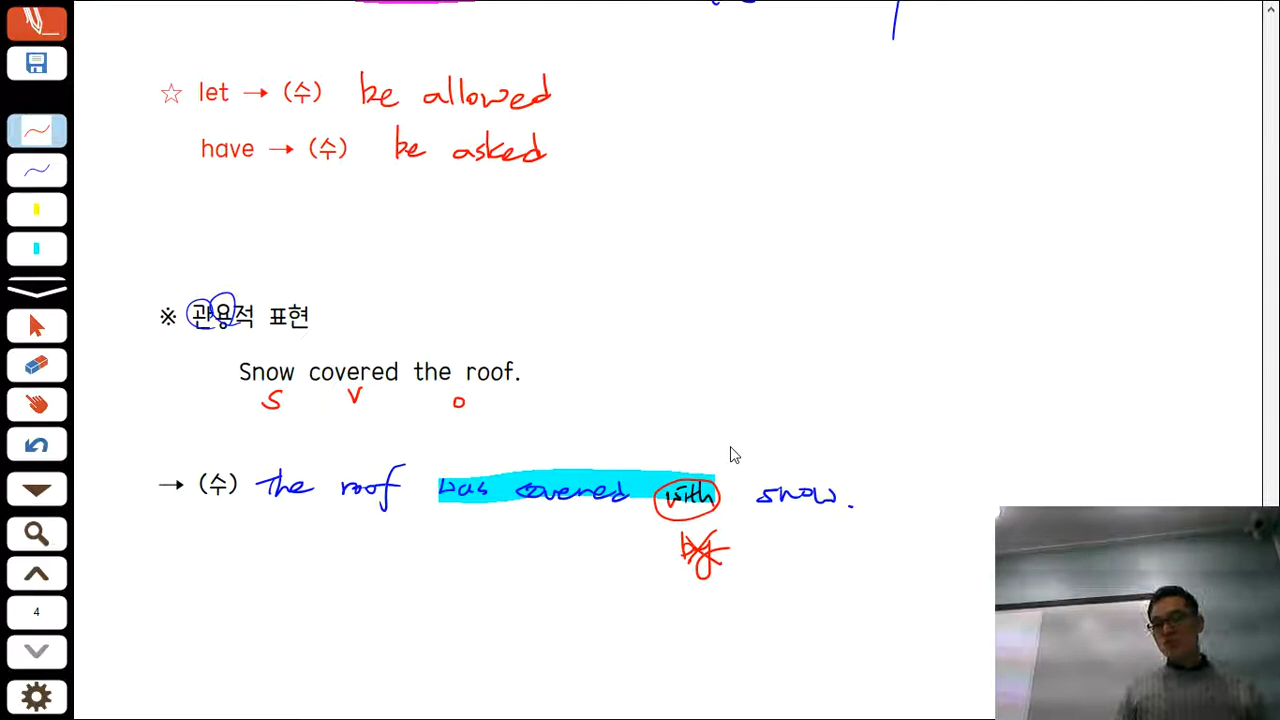 ☆ let → (수) be allowed
have → (수) be asked
※ 관용적 표현
Snow covered the roof.
S V O
→ (수) the roof was covered with snow.
by
4